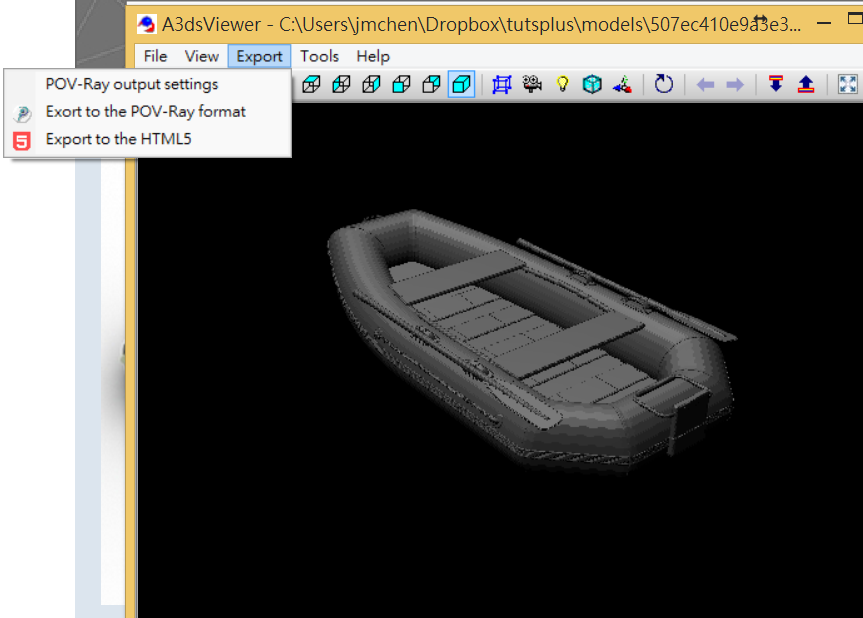 A3dsViewer - C:\Users\jmchen\Dropbox\tutsplus\models\507ec410e9a3e3...
File View Export Tools Help
POV-Ray output settings
Exort to the POV-Ray format
5 Export to the HTML5